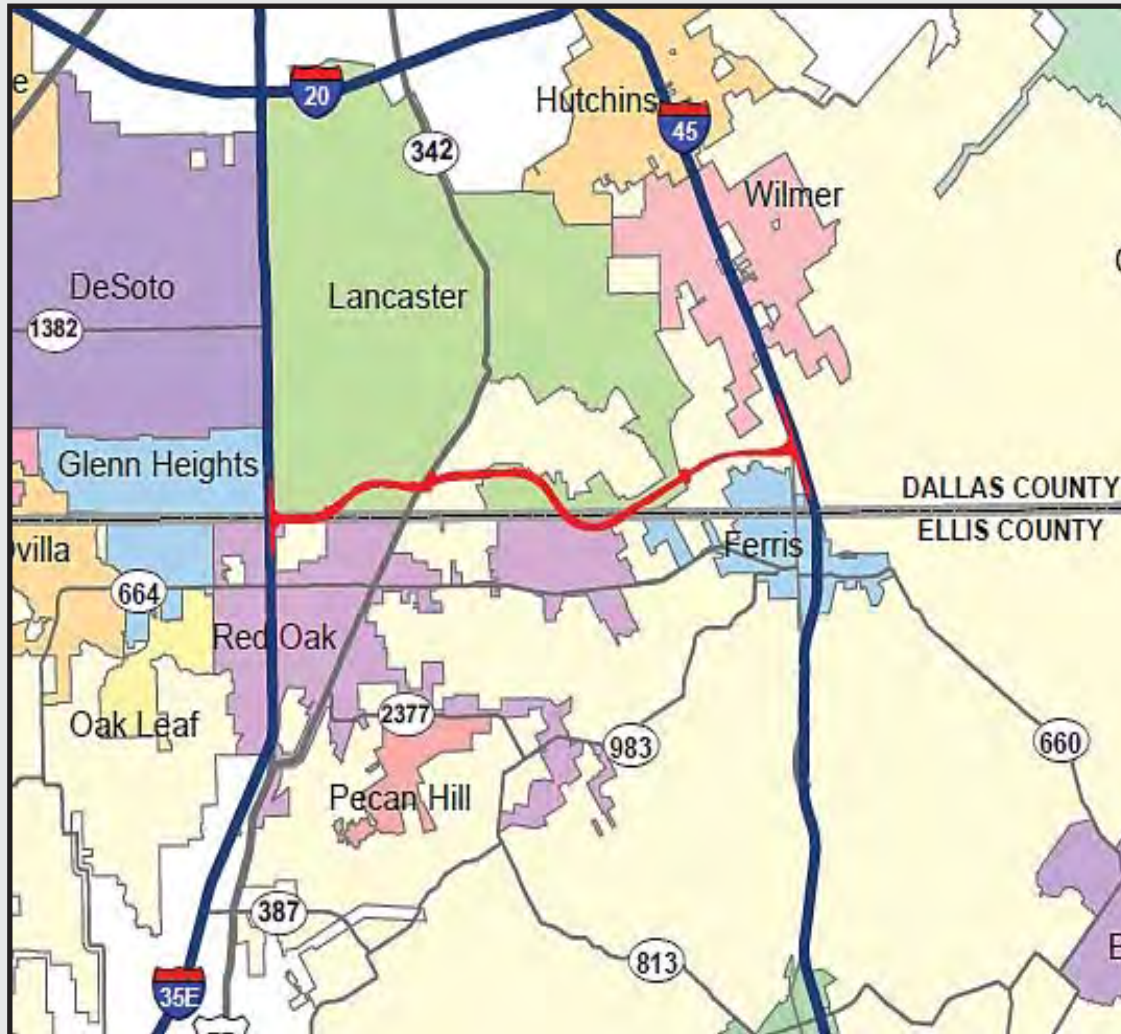 e
20
Hutchins
45
342
Wilmer
DeSoto
Lancaster
1382
Glenn Heights
DALLAS COUNTY
ELLIS COUNTY
Ovilla
Ferris
664
Red Oak
Oak Leaf
2377
983
660
Pecan Hill
387
813
35E